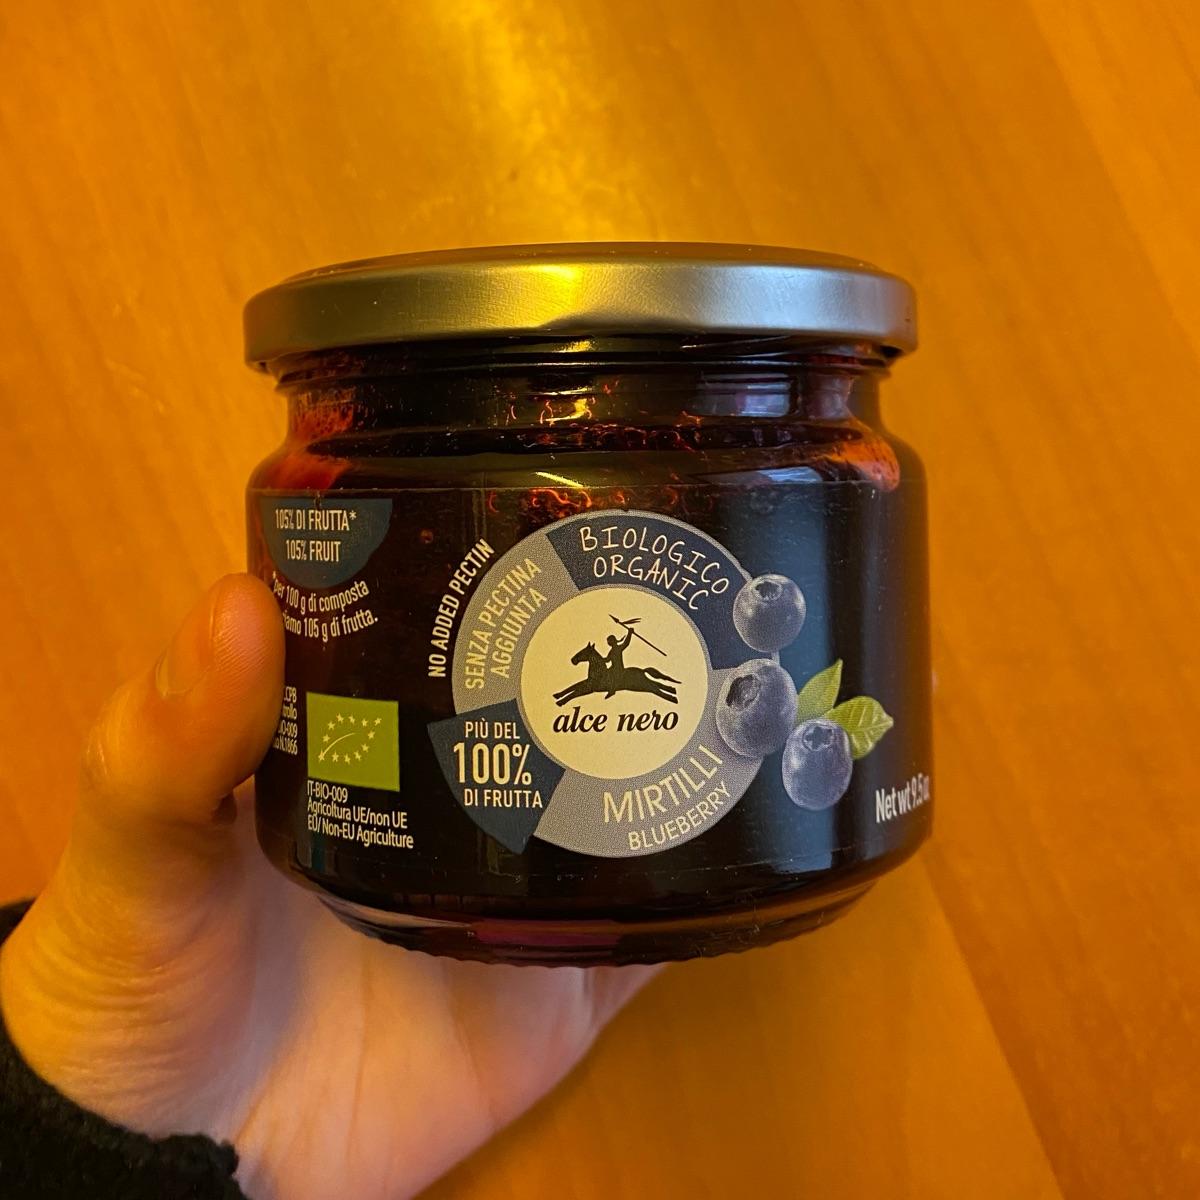 105% DI FRUTTA*
105% FRUIT
*per 100 g di composta
105 g di frutta.
NO ADDED PECTIN
SENZA PECTINA
AGGIUNTA
BIOLOGICO
ORGANIC
alce nero
PIÙ DEL
100%
DI FRUTTA
MIRTILLI
BLUEBERRY
IT-BIO-009
Agricoltura UE/non UE
EU/ Non-EU Agriculture
Net wt 9.5